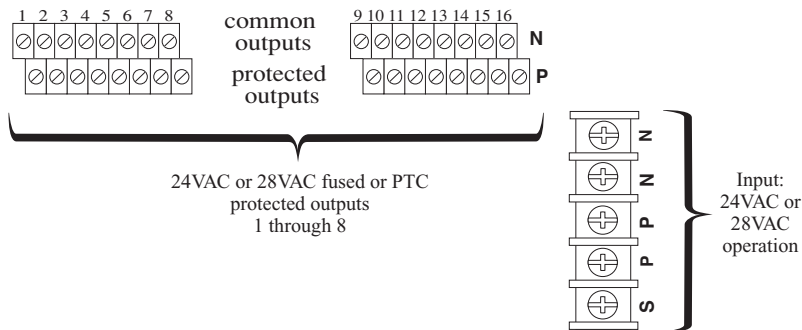 1 2 3 4 5 6 7 8
common
outputs
9 10 11 12 13 14 15 16
N
protected
outputs
P
24VAC or 28VAC fused or PTC
protected outputs
1 through 8
N
N
P
P
S
Input:
24VAC or
28VAC
operation